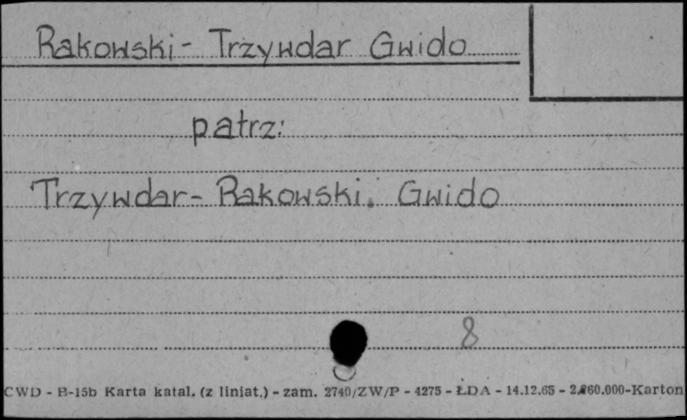 Rakowski - Trzywdar Gwido
patrz:
Trzywdar - Rakowski. Gwido
8
CWD - B-15b Karta katal. (z liniat.) - zam. 2740/ZW/P - 4275 - ŁDA - 14.12.65 - 2.260.000-Karton